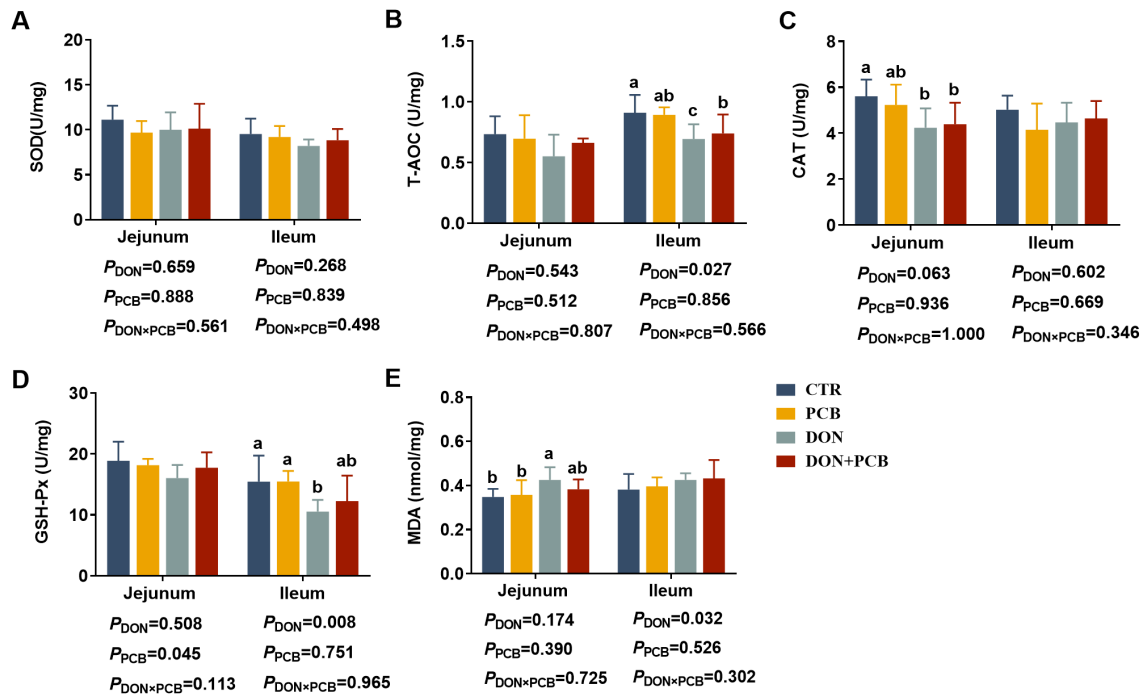 A
SOD(U/mg)
20
15
10
5
0
Jejunum Ileum
PDON=0.659 PDON=0.268
PPCB=0.888 PPCB=0.839
PDON×PCB=0.561 PDON×PCB=0.498
B
T-AOC (U/mg)
1.5
1.0
0.5
0.0
a ab c b
Jejunum Ileum
PDON=0.543 PDON=0.027
PPCB=0.512 PPCB=0.856
PDON×PCB=0.807 PDON×PCB=0.566
C
CAT (U/mg)
8
6
4
2
0
a ab b b
Jejunum Ileum
PDON=0.063 PDON=0.602
PPCB=0.936 PPCB=0.669
PDON×PCB=1.000 PDON×PCB=0.346
D
GSH-Px (U/mg)
30
20
10
0
a a b ab
Jejunum Ileum
PDON=0.508 PDON=0.008
PPCB=0.045 PPCB=0.751
PDON×PCB=0.113 PDON×PCB=0.965
E
MDA (nmol/mg)
0.8
0.6
0.4
0.2
0.0
b b a ab
Jejunum Ileum
PDON=0.174 PDON=0.032
PPCB=0.390 PPCB=0.526
PDON×PCB=0.725 PDON×PCB=0.302
CTR
PCB
DON
DON+PCB